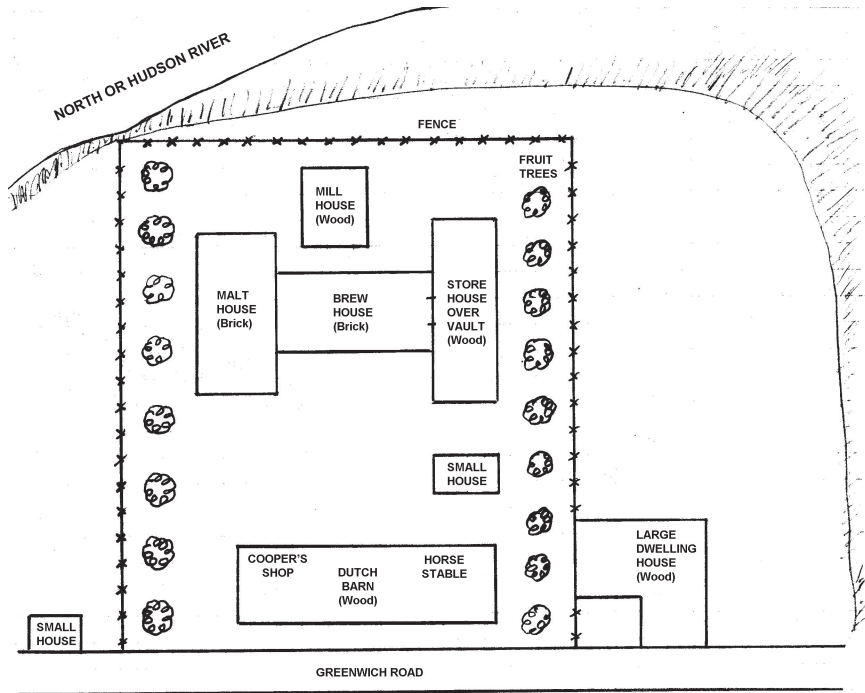 NORTH OR HUDSON RIVER
FENCE
FRUIT
TREES
MILL
HOUSE
(Wood)
MALT
HOUSE
(Brick)
BREW
HOUSE
(Brick)
STORE
HOUSE
OVER
VAULT
(Wood)
SMALL
HOUSE
COOPER'S
SHOP
DUTCH
BARN
(Wood)
HORSE
STABLE
LARGE
DWELLING
HOUSE
(Wood)
SMALL
HOUSE
GREENWICH ROAD